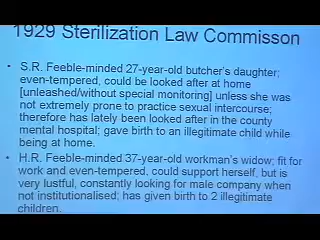 1929 Sterilization Law Commisson
• S.R. Feeble-minded 27-year-old butcher's daughter;
even-tempered, could be looked after at home
[unleashed/without special monitoring] unless she was
not extremely prone to practice sexual intercourse;
therefore has lately been looked after in the county
mental hospital; gave birth to an illegitimate child while
being at home.
• H.R. Feeble-minded 37-year-old workman's widow; fit for
work and even-tempered, could support herself, but is
very lustful, constantly looking for male company when
not institutionalised; has given birth to 2 illegitimate
children.